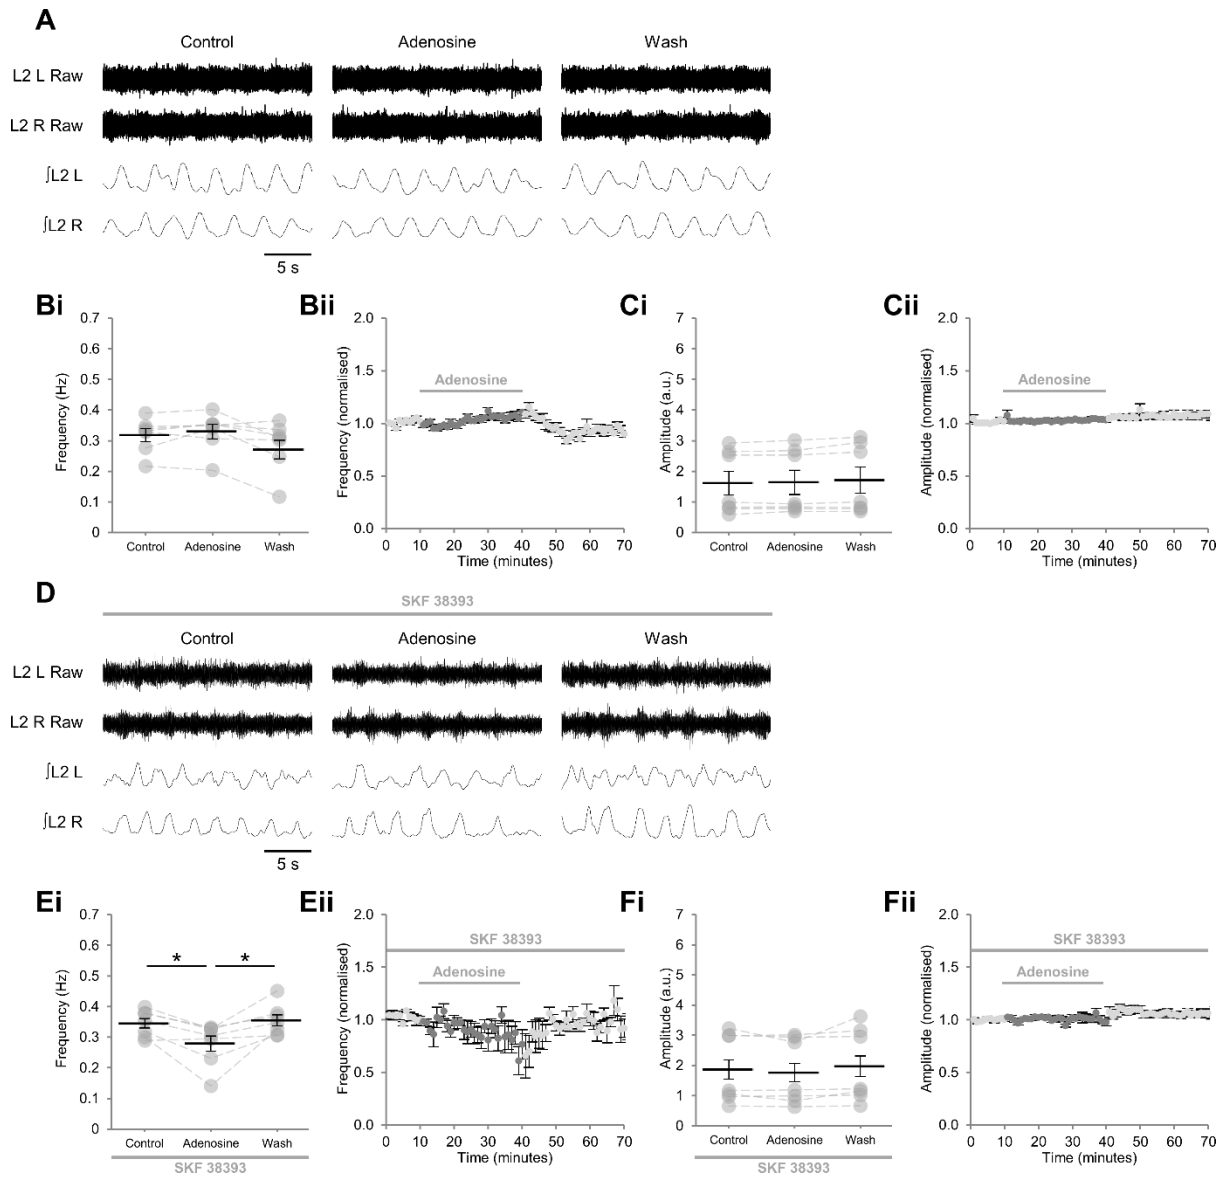 A
Control Adenosine Wash
L2 L Raw
L2 R Raw
∫L2 L
∫L2 R
5 s
Bi Bii Ci Cii
0.7
0.6
0.5
0.4
0.3
0.2
0.1
0
Frequency (Hz)
Control Adenosine Wash
2.0
1.5
1.0
0.5
0.0
Frequency (normalised)
Adenosine
0 10 20 30 40 50 60 70
Time (minutes)
7
6
5
4
3
2
1
0
Amplitude (a.u.)
Control Adenosine Wash
2.0
1.5
1.0
0.5
0.0
Amplitude (normalised)
Adenosine
0 10 20 30 40 50 60 70
Time (minutes)
D
SKF 38393
Control Adenosine Wash
L2 L Raw
L2 R Raw
∫L2 L
∫L2 R
5 s
Ei Eii Fi Fii
0.7
0.6
0.5
0.4
0.3
0.2
0.1
0
Frequency (Hz)
* *
Control Adenosine Wash
SKF 38393
2.0
1.5
1.0
0.5
0.0
Frequency (normalised)
SKF 38393
Adenosine
0 10 20 30 40 50 60 70
Time (minutes)
7
6
5
4
3
2
1
0
Amplitude (a.u.)
Control Adenosine Wash
SKF 38393
2.0
1.5
1.0
0.5
0.0
Amplitude (normalised)
SKF 38393
Adenosine
0 10 20 30 40 50 60 70
Time (minutes)